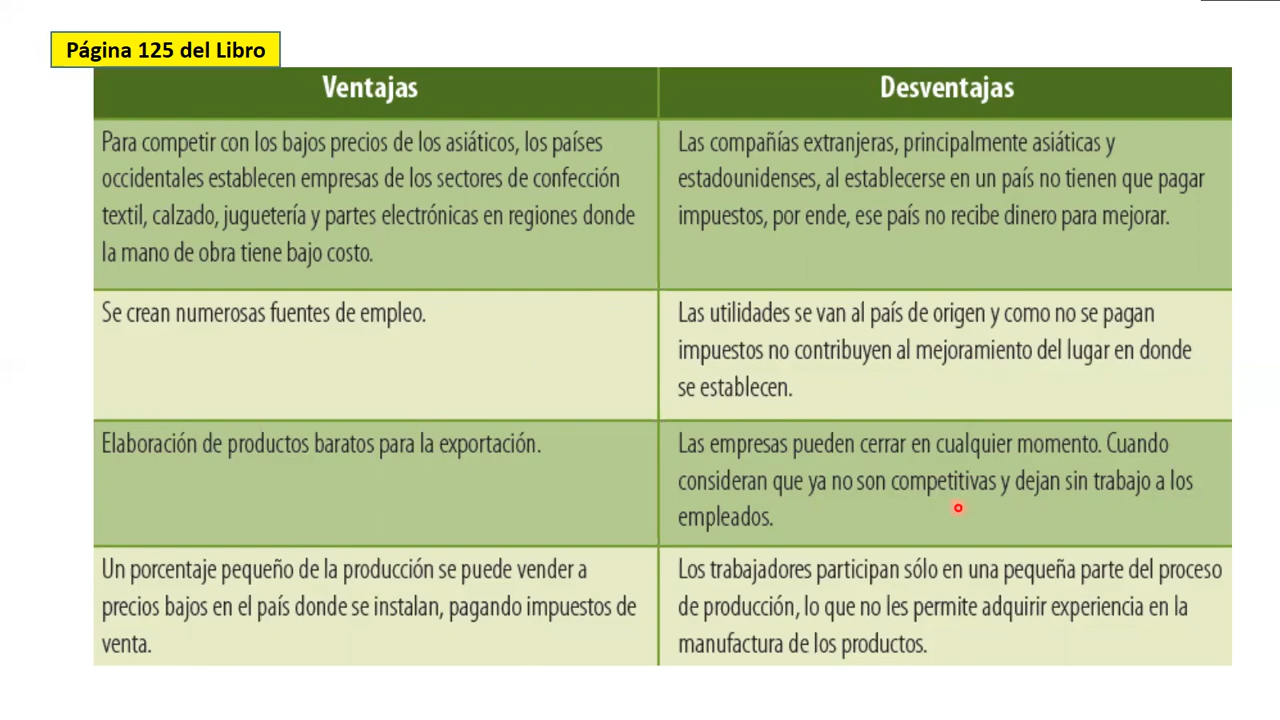 Página 125 del Libro
Ventajas
Desventajas
Para competir con los bajos precios de los asiáticos, los países
occidentales establecen empresas de los sectores de confección
textil, calzado, juguetería y partes electrónicas en regiones donde
la mano de obra tiene bajo costo.
Las compañías extranjeras, principalmente asiáticas y
estadounidenses, al establecerse en un país no tienen que pagar
impuestos, por ende, ese país no recibe dinero para mejorar.
Se crean numerosas fuentes de empleo.
Las utilidades se van al país de origen y como no se pagan
impuestos no contribuyen al mejoramiento del lugar en donde
se establecen.
Elaboración de productos baratos para la exportación.
Las empresas pueden cerrar en cualquier momento. Cuando
consideran que ya no son competitivas y dejan sin trabajo a los
empleados.
Un porcentaje pequeño de la producción se puede vender a
precios bajos en el país donde se instalan, pagando impuestos de
venta.
Los trabajadores participan sólo en una pequeña parte del proceso
de producción, lo que no les permite adquirir experiencia en la
manufactura de los productos.